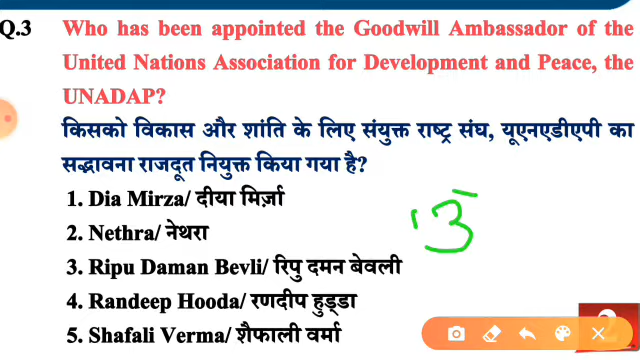 Q.3 Who has been appointed the Goodwill Ambassador of the
United Nations Association for Development and Peace, the
UNADAP?
किसको विकास और शांति के लिए संयुक्त राष्ट्र संघ, यूएनएडीएपी का
सद्भावना राजदूत नियुक्त किया गया है?
1. Dia Mirza/ दीया मिर्ज़ा
2. Nethra/ नेथरा
3. Ripu Daman Bevli/ रिपु दमन बेवली
4. Randeep Hooda/ रणदीप हुड्डा
5. Shafali Verma/ शैफाली वर्मा
3